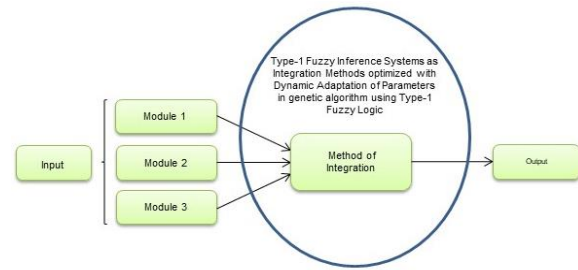 Type-1 Fuzzy Inference Systems as
Integration Methods optimized with
Dynamic Adaptation of Parameters
in genetic algorithm using Type-1
Fuzzy Logic
Input
Module 1
Module 2
Module 3
Method of
Integration
Output